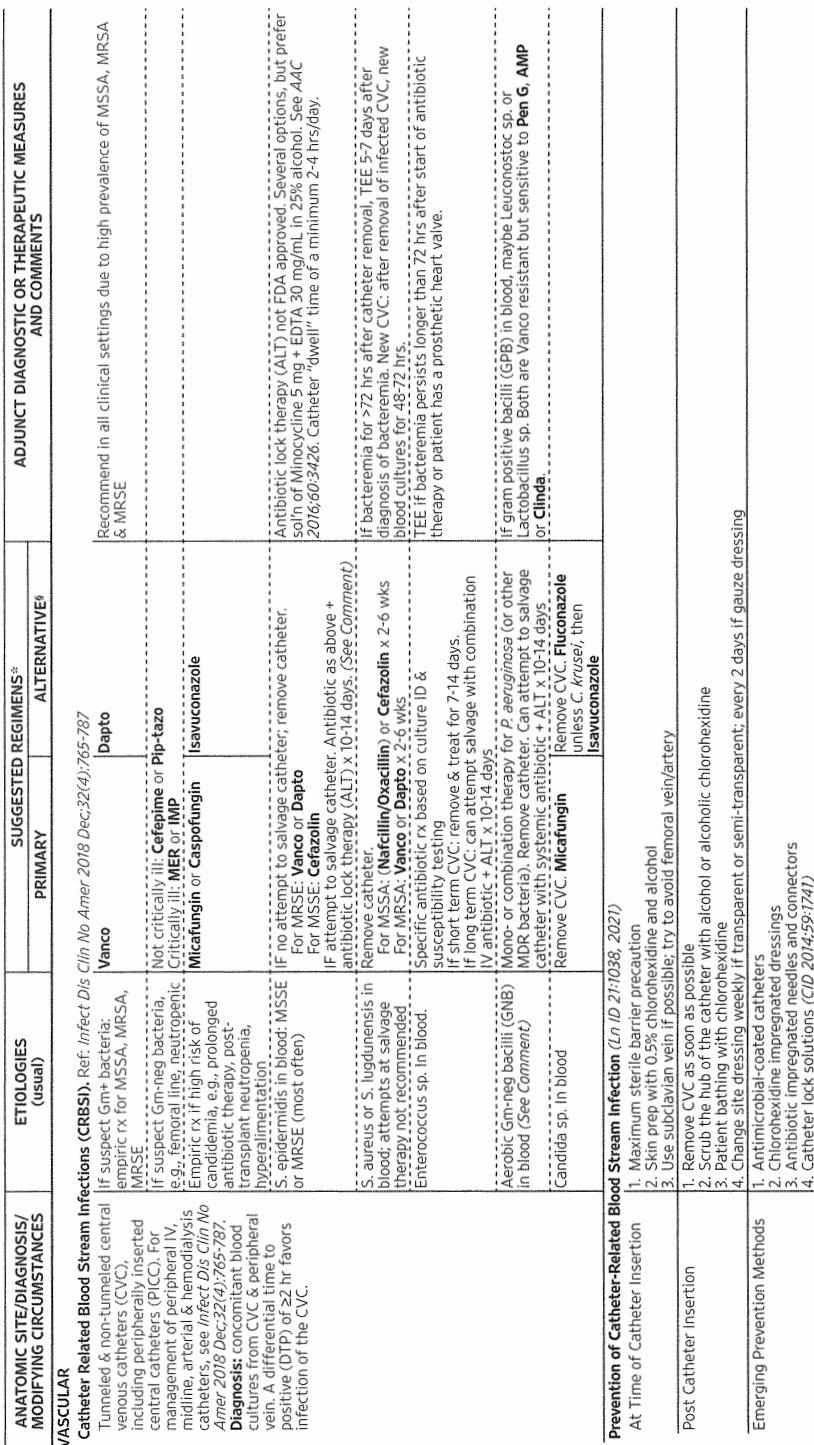 ANATOMIC SITE/DIAGNOSIS/
MODIFYING CIRCUMSTANCES
ETIOLOGIES
(usual)
SUGGESTED REGIMENS*
PRIMARY
ALTERNATIVE§
ADJUNCT DIAGNOSTIC OR THERAPEUTIC MEASURES
AND COMMENTS
VASCULAR
Catheter Related Blood Stream Infections (CRBSI). Ref: Infect Dis Clin No Amer 2018 Dec;32(4):765-787
Tunneled & non-tunneled central
venous catheters (CVC),
including peripherally inserted
central catheters (PICC). For
management of peripheral IV,
midline, arterial & hemodialysis
catheters, see Infect Dis Clin No
Amer 2018 Dec;32(4):765-787.
Diagnosis: concomitant blood
cultures from CVC & peripheral
vein. A differential time to
positive (DTP) of ≥2 hr favors
infection of the CVC.
If suspect Gm+ bacteria:
empiric rx for MSSA, MRSA,
MRSE
Vanco
Dapto
Recommend in all clinical settings due to high prevalence of MSSA, MRSA
& MRSE
If suspect Gm-neg bacteria,
e.g., femoral line, neutropenic
Not critically ill: Cefepime or Pip-tazo
Critically ill: MER or IMP
Empiric rx if high risk of
candidemia, e.g., prolonged
antibiotic therapy, post-
transplant neutropenia,
hyperalimentation
Micafungin or Caspofungin
Isavuconazole
S. epidermidis in blood: MSSE
or MRSE (most often)
IF no attempt to salvage catheter; remove catheter.
For MRSE: Vanco or Dapto
For MSSE: Cefazolin
IF attempt to salvage catheter. Antibiotic as above +
antibiotic lock therapy (ALT) x 10-14 days. (See Comment)
Antibiotic lock therapy (ALT) not FDA approved. Several options, but prefer
sol'n of Minocycline 5 mg + EDTA 30 mg/mL in 25% alcohol. See AAC
2016;60:3426. Catheter "dwell" time of a minimum 2-4 hrs/day.
S. aureus or S. lugdunensis in
blood; attempts at salvage
therapy not recommended
Remove catheter.
For MSSA: (Nafcillin/Oxacillin) or Cefazolin x 2-6 wks
For MRSA: Vanco or Dapto x 2-6 wks
If bacteremia for >72 hrs after catheter removal, TEE 5-7 days after
diagnosis of bacteremia. New CVC: after removal of infected CVC, new
blood cultures for 48-72 hrs.
Enterococcus sp. In blood.
Specific antibiotic rx based on culture ID &
susceptibility testing
If short term CVC: remove & treat for 7-14 days.
If long term CVC: can attempt salvage with combination
IV antibiotic + ALT x 10-14 days
TEE if bacteremia persists longer than 72 hrs after start of antibiotic
therapy or patient has a prosthetic heart valve.
Aerobic Gm-neg bacilli (GNB)
in blood (See Comment)
Mono- or combination therapy for P. aeruginosa (or other
MDR bacteria). Remove catheter. Can attempt to salvage
catheter with systemic antibiotic + ALT x 10-14 days
If gram positive bacilli (GPB) in blood, maybe Leuconostoc sp. or
Lactobacillus sp. Both are Vanco resistant but sensitive to Pen G, AMP
or Clinda.
Candida sp. In blood
Remove CVC. Micafungin
Remove CVC. Fluconazole
unless C. krusei, then
Isavuconazole
Prevention of Catheter-Related Blood Stream Infection (Ln ID 21:1038, 2021)
At Time of Catheter Insertion
1. Maximum sterile barrier precaution
2. Skin prep with 0.5% chlorhexidine and alcohol
3. Use subclavian vein if possible; try to avoid femoral vein/artery
Post Catheter Insertion
1. Remove CVC as soon as possible
2. Scrub the hub of the catheter with alcohol or alcoholic chlorohexidine
3. Patient bathing with chlorohexidine
4. Change site dressing weekly if transparent or semi-transparent; every 2 days if gauze dressing
Emerging Prevention Methods
1. Antimicrobial-coated catheters
2. Chlorohexidine impregnated dressings
3. Antibiotic impregnated needles and connectors
4. Catheter lock solutions (CID 2014;59:1741)